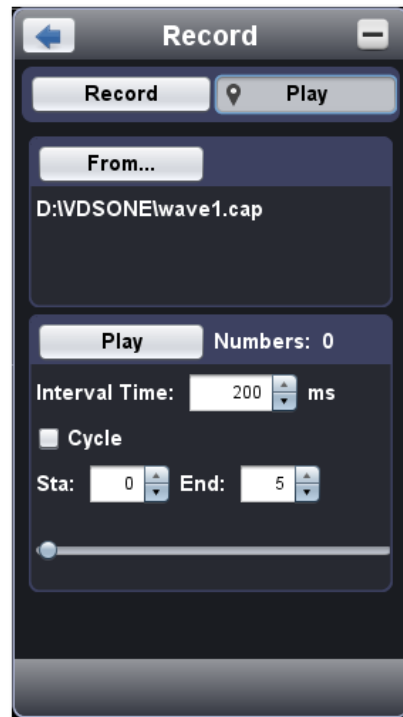 Record
Record Play
From...
D:\VDSONE\wave1.cap
Play Numbers: 0
Interval Time: 200 ms
Cycle
Sta: 0 End: 5